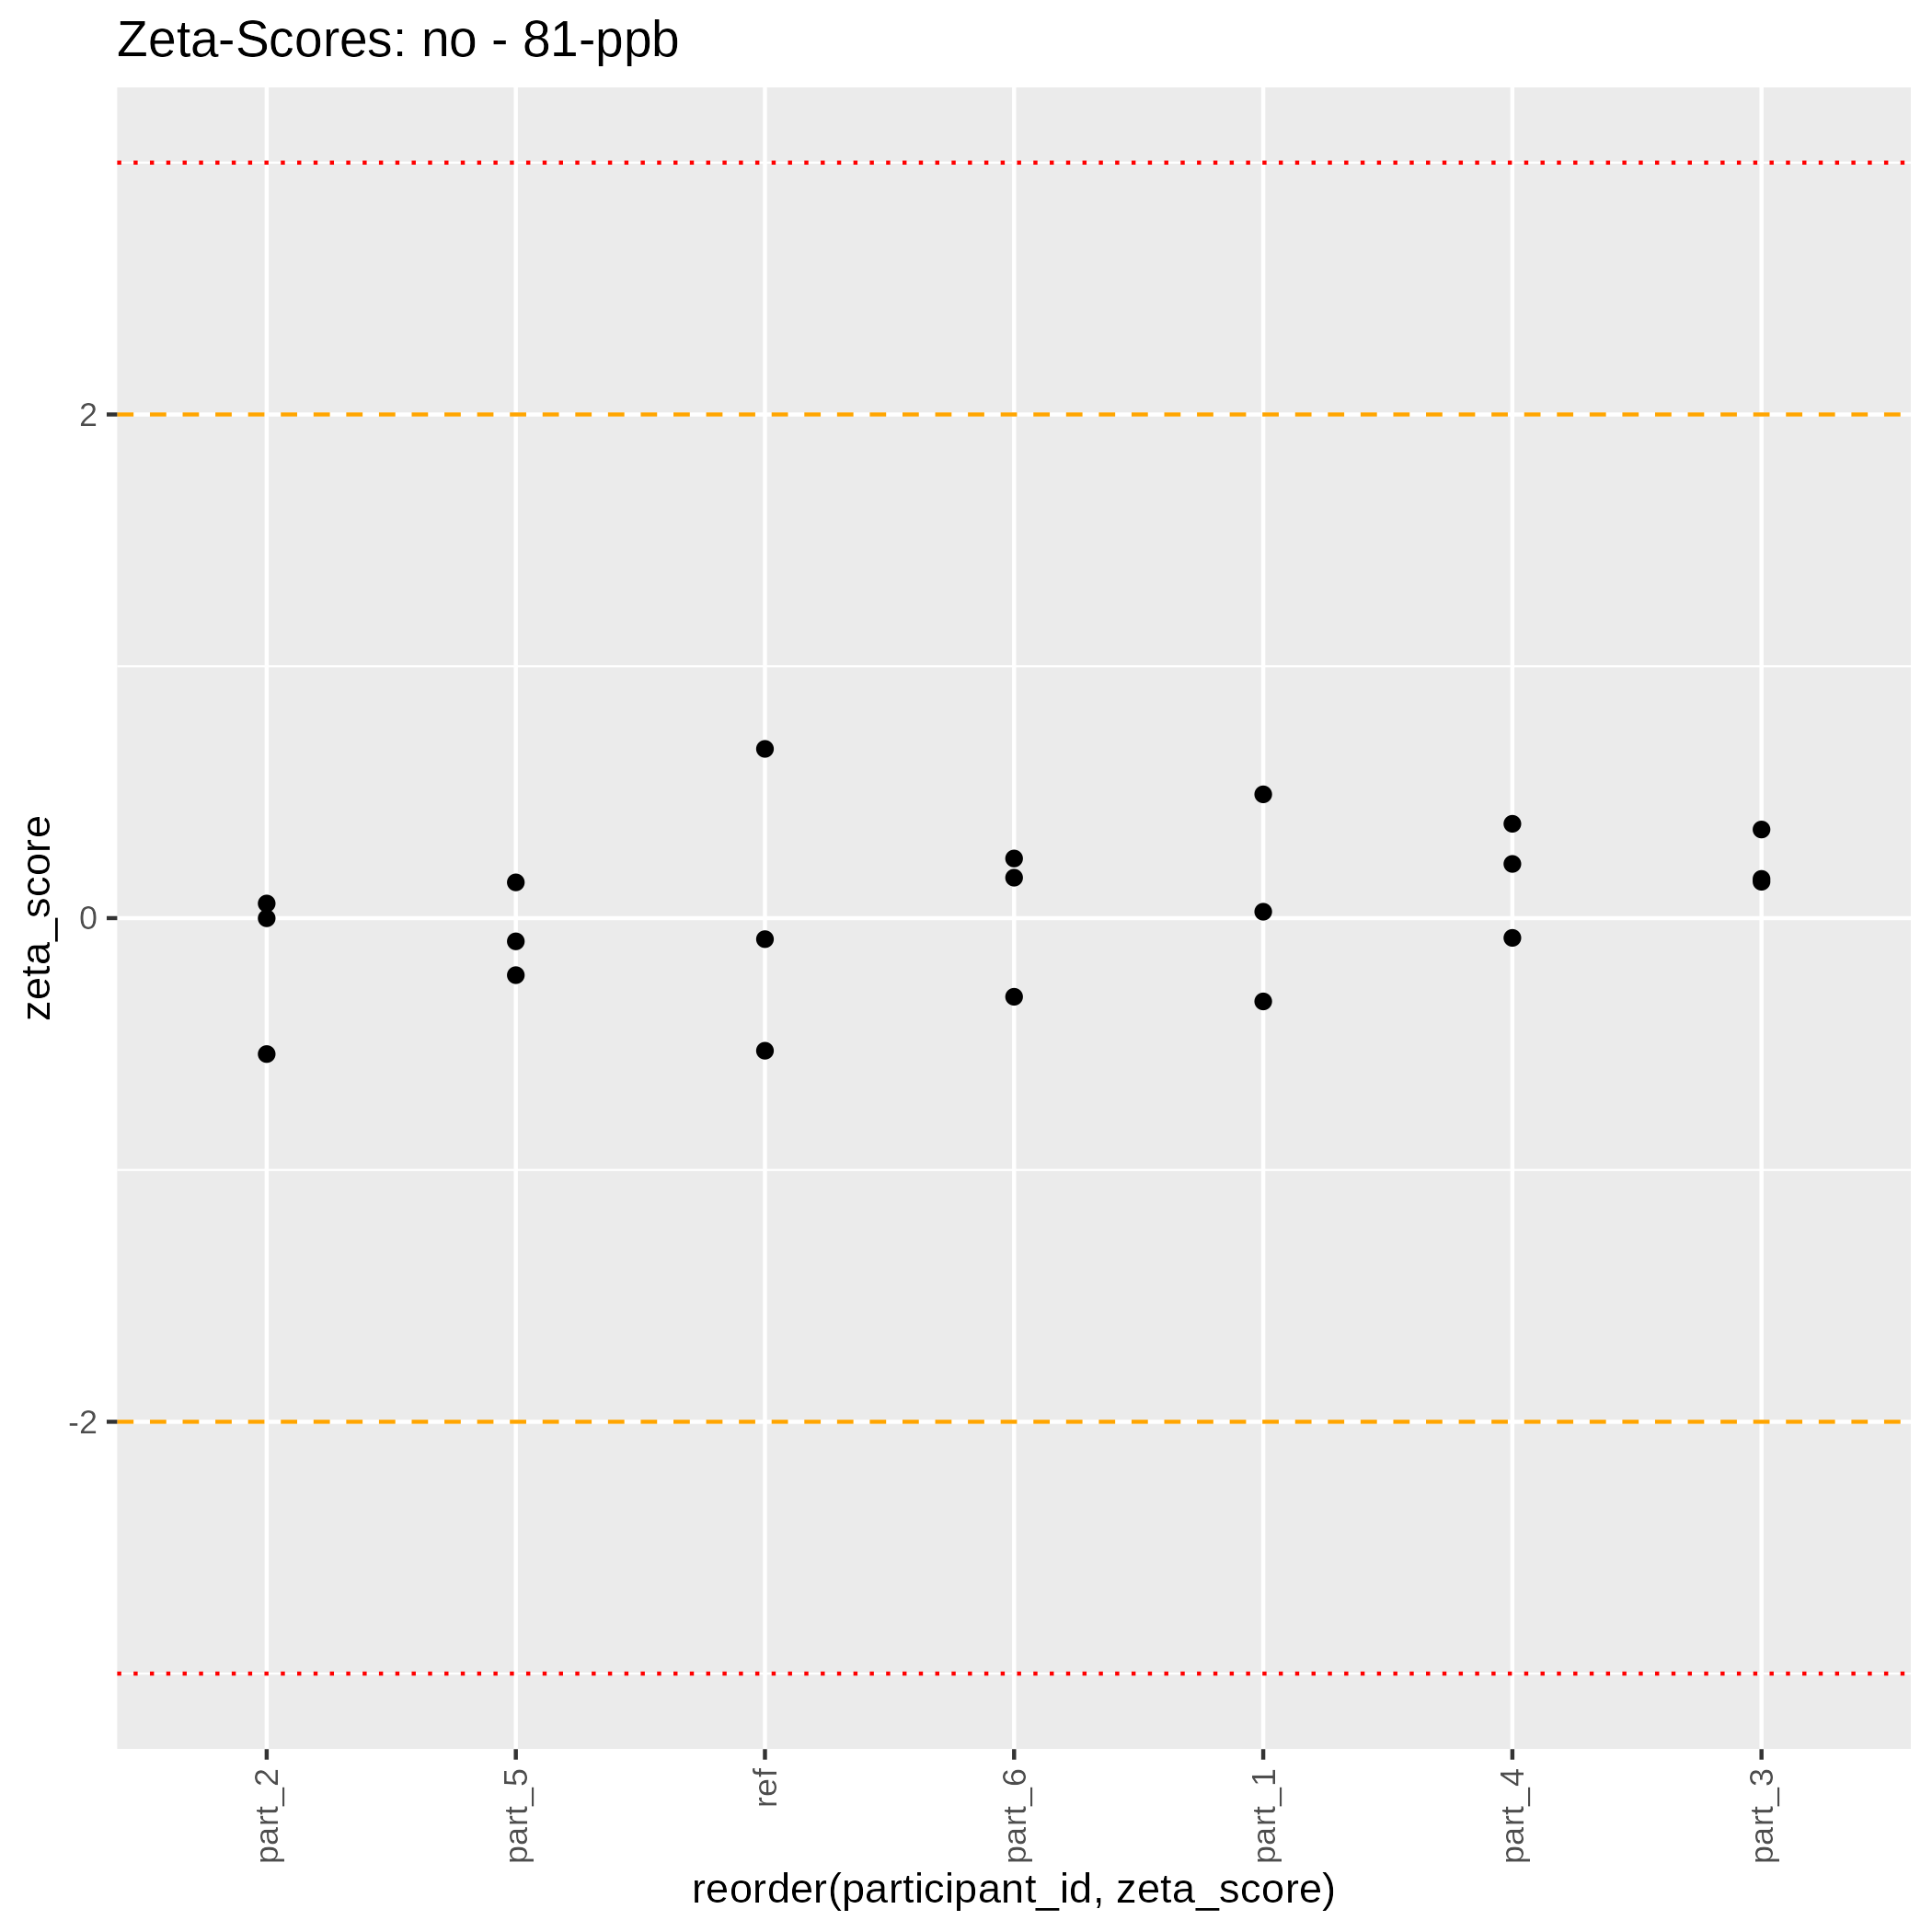 Zeta-Scores: no - 81-ppb
zeta_score
2
0
-2
part_2
part_5
ref
part_6
part_1
part_4
part_3
reorder(participant_id, zeta_score)